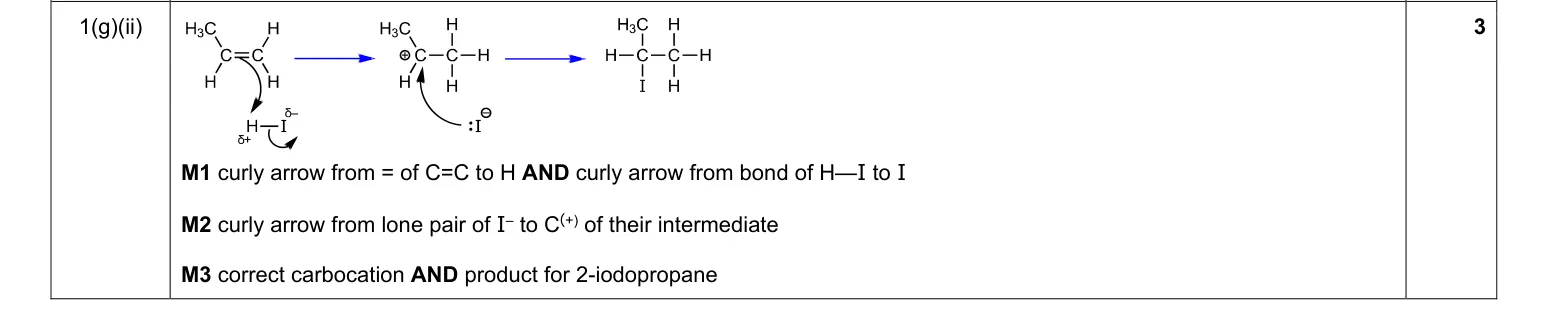 1(g)(ii) 3
H₃C H H₃C H H₃C H
C=C ⊕C–C–H H–C–C–H
H H H H I H
δ– ⊖
H–I :I
δ+
M1 curly arrow from = of C=C to H AND curly arrow from bond of H—I to I
M2 curly arrow from lone pair of I⁻ to C⁽⁺⁾ of their intermediate
M3 correct carbocation AND product for 2-iodopropane